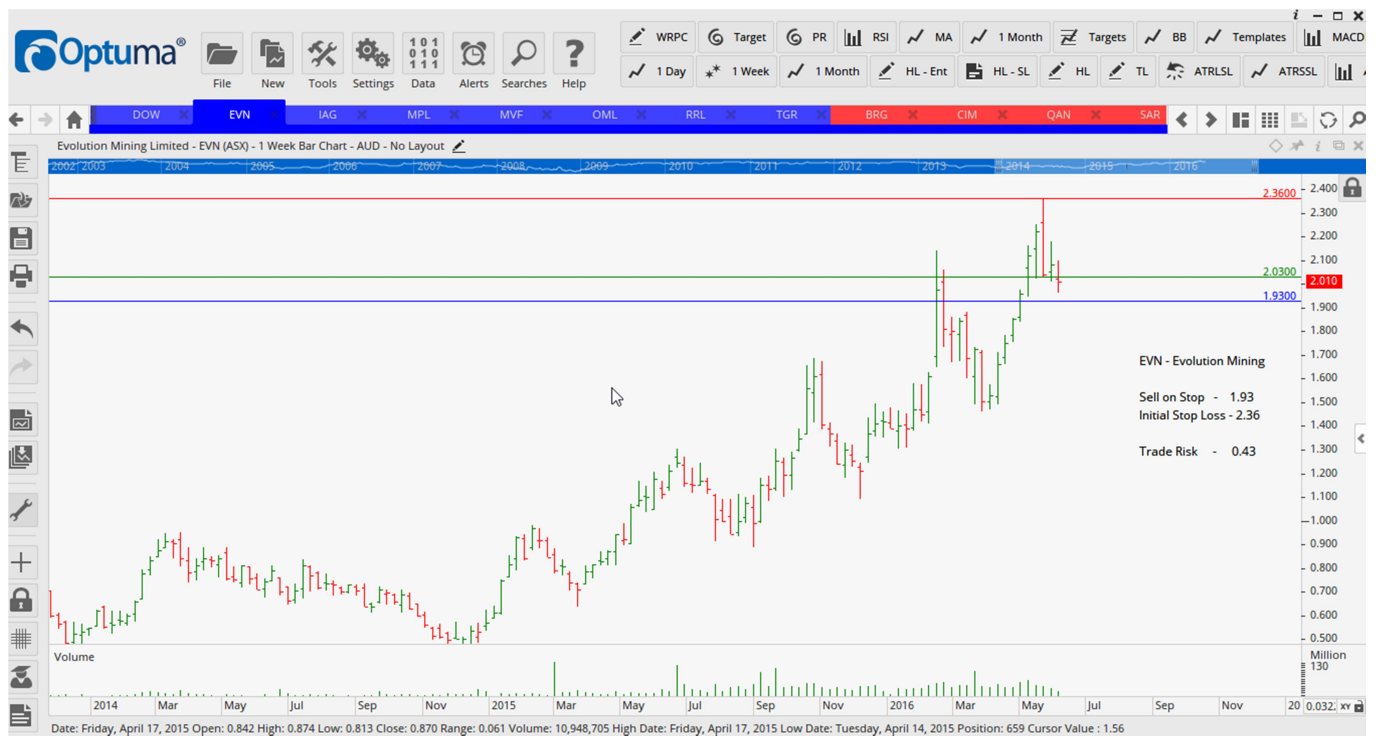 i
Optuma®
File New Tools Settings 101 010 111 Data Alerts Searches ? Help
WRPC Target PR RSI MA 1 Month Targets BB Templates MACD
1 Day 1 Week 1 Month HL - Ent HL - SL HL TL ATRLSL ATRSSL
DOW EVN IAG MPL MVF OML RRL TGR BRG CIM QAN SAR
Evolution Mining Limited - EVN (ASX) - 1 Week Bar Chart - AUD - No Layout
2002 2003 2004 2005 2006 2007 2008 2009 2010 2011 2012 2013 2014 2015 2016
2.400
2.3600
2.300
2.200
2.100
2.0300
2.010
1.9300
1.900
1.800
1.700
1.600
1.500
1.400
1.300
1.200
1.100
1.000
0.900
0.800
0.700
0.600
0.500
EVN - Evolution Mining
Sell on Stop - 1.93
Initial Stop Loss - 2.36
Trade Risk - 0.43
Volume
Million
130
2014 Mar May Jul Sep Nov 2015 Mar May Jul Sep Nov 2016 Mar May Jul Sep Nov 20 0.032: XY
Date: Friday, April 17, 2015 Open: 0.842 High: 0.874 Low: 0.813 Close: 0.870 Range: 0.061 Volume: 10,948,705 High Date: Friday, April 17, 2015 Low Date: Tuesday, April 14, 2015 Position: 659 Cursor Value : 1.56